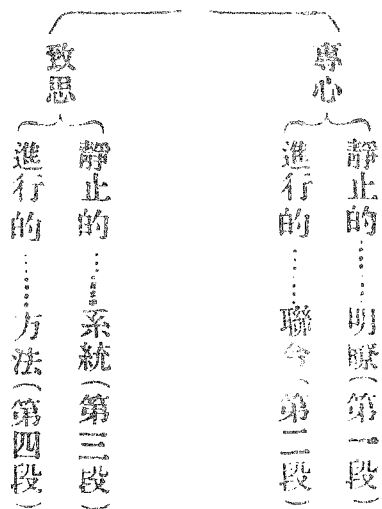 專心
靜止的……明瞭(第一段)
進行的……聯合(第二段)
致思
靜止的……系統(第三段)
進行的……方法(第四段)